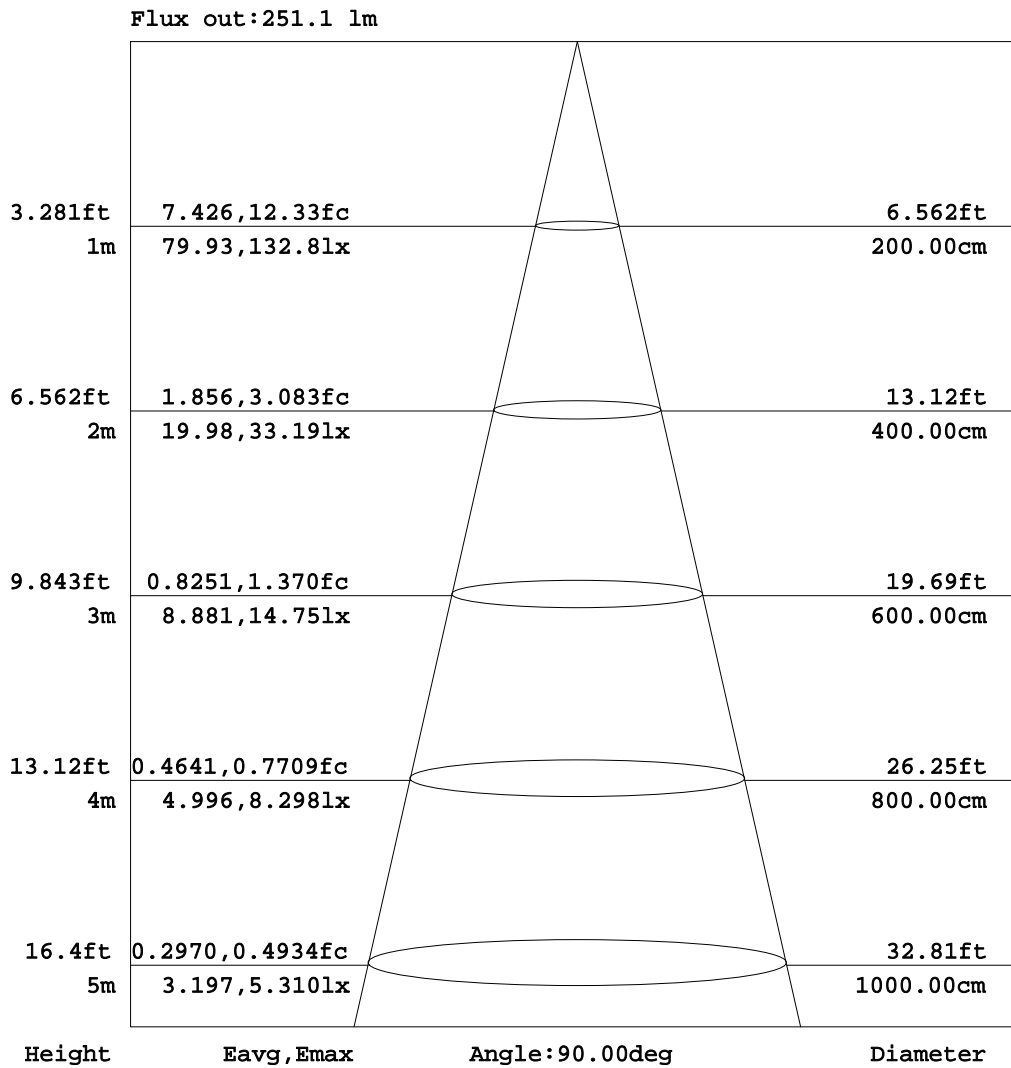 Flux out:251.1 lm
3.281ft 7.426,12.33fc 6.562ft
1m 79.93,132.8lx 200.00cm
6.562ft 1.856,3.083fc 13.12ft
2m 19.98,33.19lx 400.00cm
9.843ft 0.8251,1.370fc 19.69ft
3m 8.881,14.75lx 600.00cm
13.12ft 0.4641,0.7709fc 26.25ft
4m 4.996,8.298lx 800.00cm
16.4ft 0.2970,0.4934fc 32.81ft
5m 3.197,5.310lx 1000.00cm
Height Eavg,Emax Angle:90.00deg Diameter